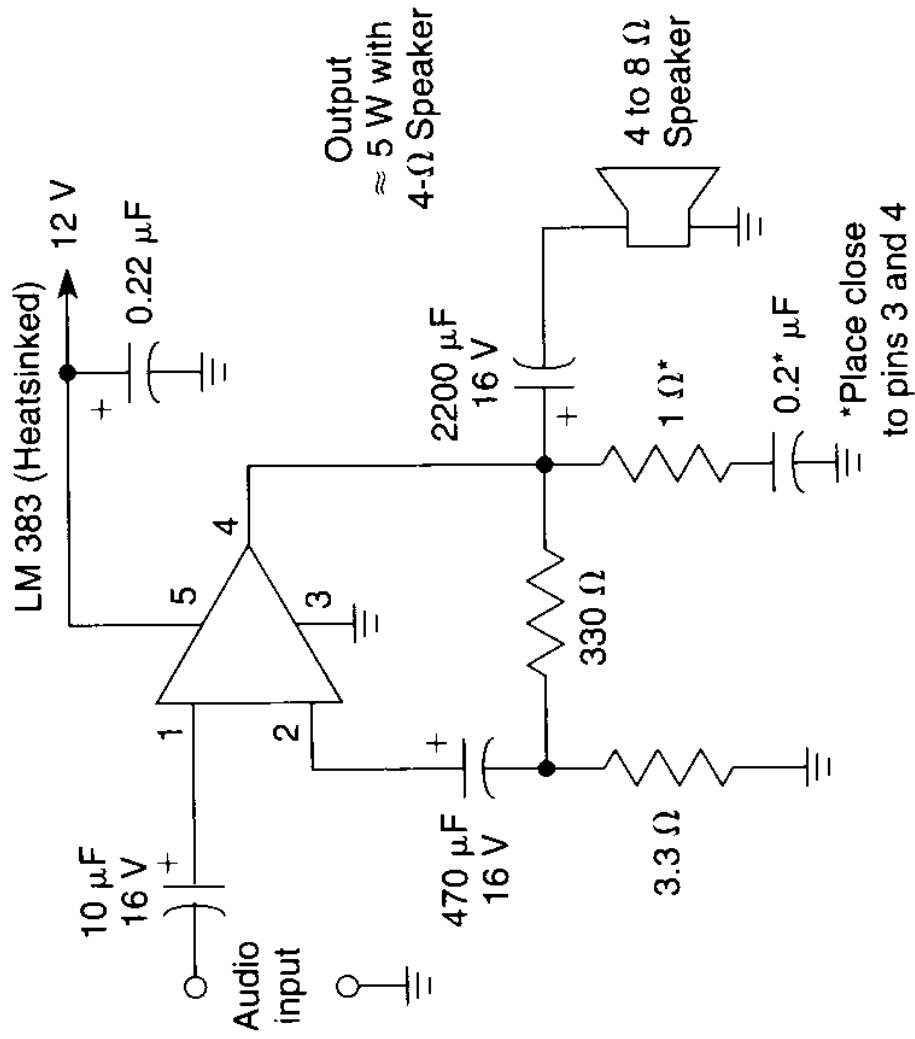 LM 383 (Heatsinked)
12 V
+
0.22 µF
10 µF
16 V
+
1
5
4
2
3
Audio
input
Output
≈ 5 W with
4-Ω Speaker
470 µF
16 V
+
2200 µF
16 V
+
330 Ω
3.3 Ω
1 Ω*
0.2* µF
4 to 8 Ω
Speaker
*Place close
to pins 3 and 4